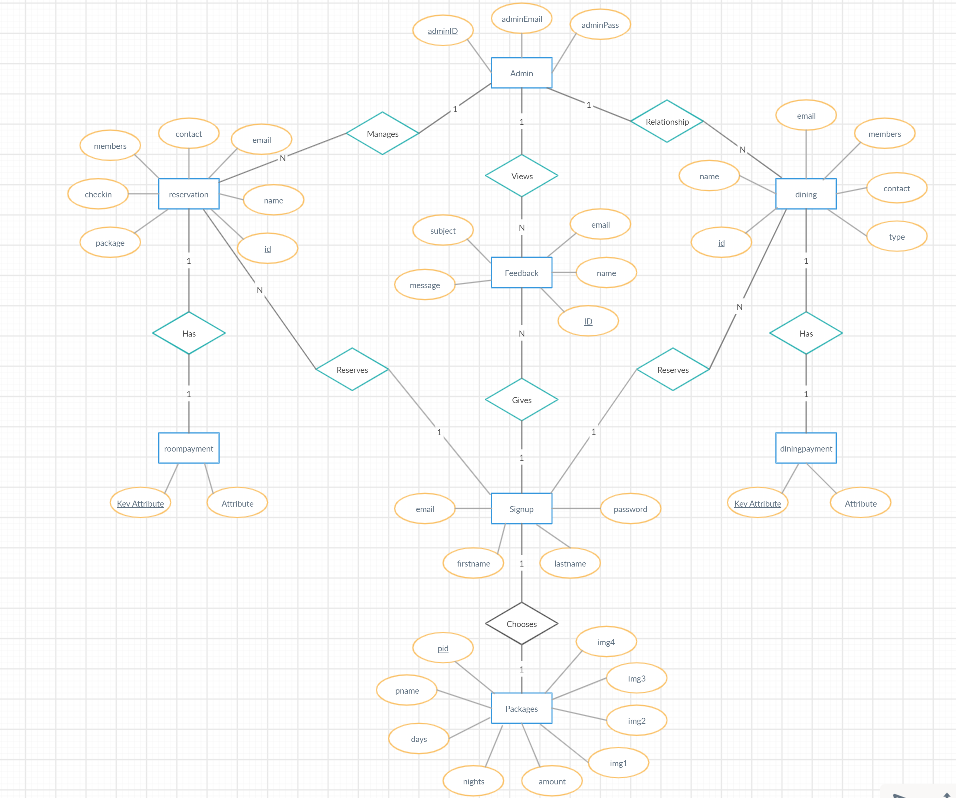 adminEmail
adminID
adminPass
Admin
1
1
1
Manages
Relationship
N
N
contact
email
members
checkin
reservation
name
package
id
Views
email
members
name
dining
contact
id
type
N
subject
email
Feedback
name
message
ID
1
N
1
N
N
Has
Reserves
Reserves
Has
Gives
1
1
1
1
1
roompayment
diningpayment
Key Attribute
Attribute
Key Attribute
Attribute
email
Signup
password
firstname
lastname
1
Chooses
1
pid
img4
pname
img3
Packages
img2
days
img1
nights
amount